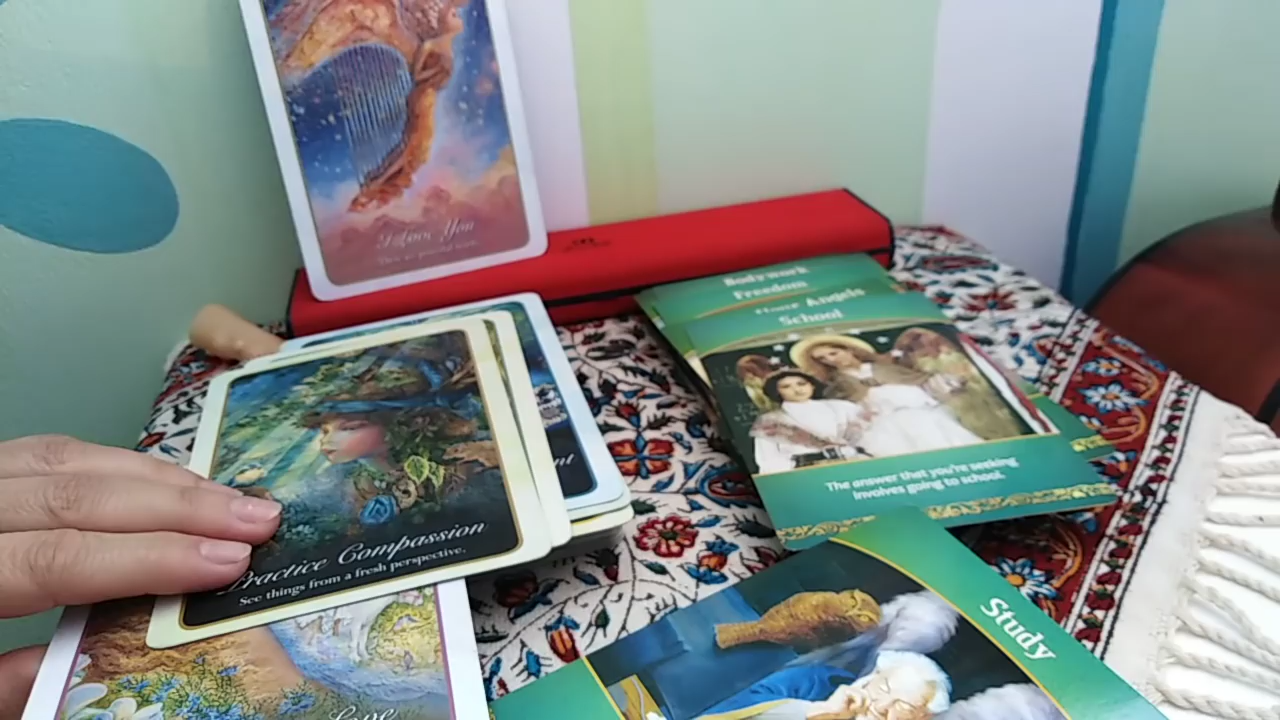 I Love You
Practice Compassion
See things from a fresh perspective.
Love
Bodywork
Freedom
Angels
School
The answer that you're seeking
involves going to school.
Study